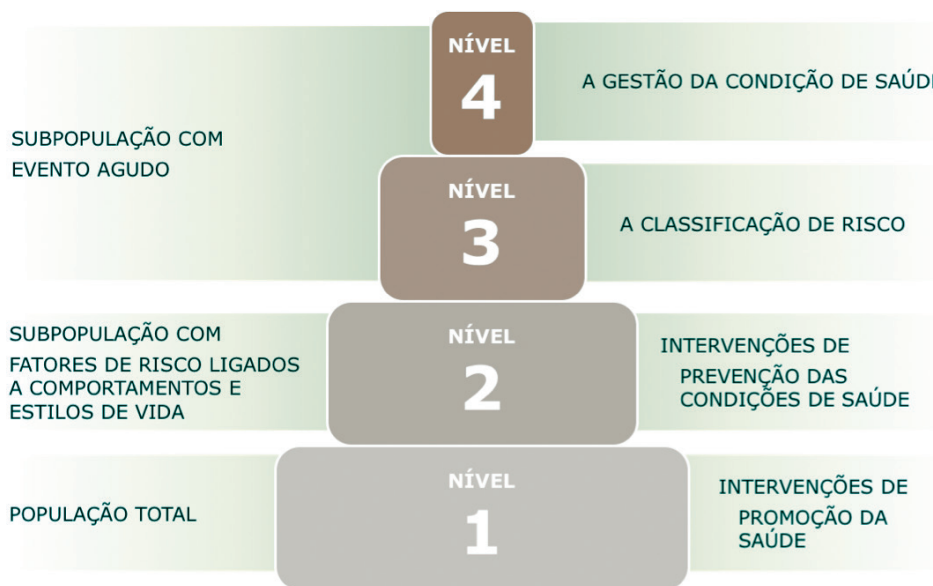 NÍVEL
4
A GESTÃO DA CONDIÇÃO DE SAÚDE
SUBPOPULAÇÃO COM
EVENTO AGUDO
NÍVEL
3
A CLASSIFICAÇÃO DE RISCO
SUBPOPULAÇÃO COM
FATORES DE RISCO LIGADOS
A COMPORTAMENTOS E
ESTILOS DE VIDA
NÍVEL
2
INTERVENÇÕES DE
PREVENÇÃO DAS
CONDIÇÕES DE SAÚDE
POPULAÇÃO TOTAL
NÍVEL
1
INTERVENÇÕES DE
PROMOÇÃO DA
SAÚDE